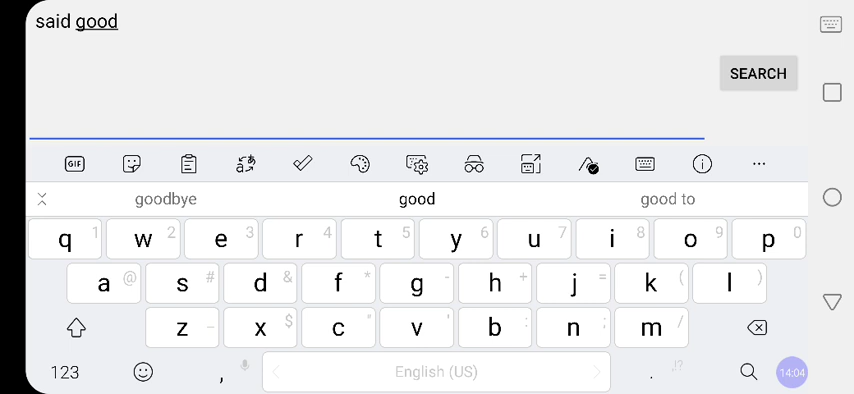 said good
SEARCH
GIF
goodbye good good to
q 1 w 2 e 3 r 4 t 5 y 6 u 7 i 8 o 9 p 0
a @ s # d & f * g - h + j = k ( l )
z _ x $ c " v ' b : n ; m /
123 , English (US) . .!? 14:04